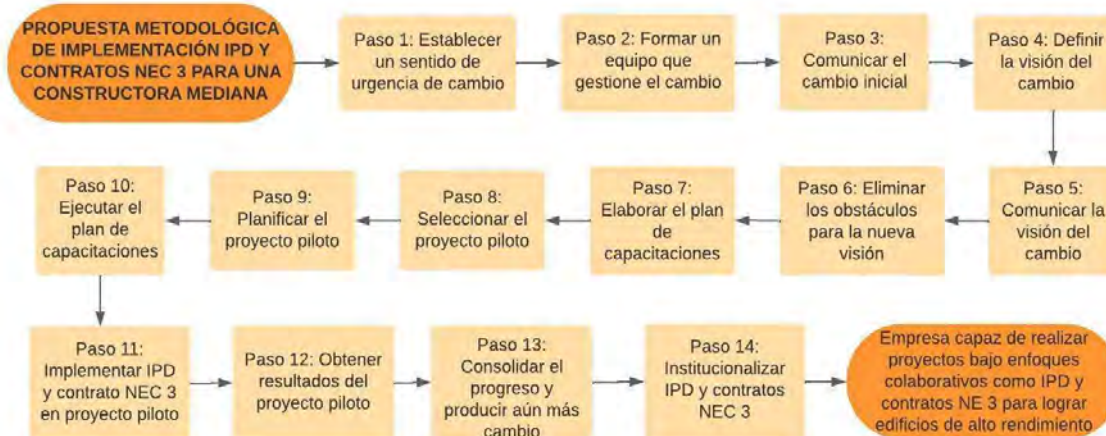 PROPUESTA METODOLÓGICA
DE IMPLEMENTACIÓN IPD Y
CONTRATOS NEC 3 PARA UNA
CONSTRUCTORA MEDIANA
Paso 1: Establecer
un sentido de
urgencia de cambio
Paso 2: Formar un
equipo que
gestione el cambio
Paso 3:
Comunicar el
cambio inicial
Paso 4: Definir
la visión del
cambio
Paso 5:
Comunicar la
visión del
cambio
Paso 6: Eliminar
los obstáculos
para la nueva
visión
Paso 7:
Elaborar el plan
de
capacitaciones
Paso 8:
Seleccionar el
proyecto piloto
Paso 9:
Planificar el
proyecto piloto
Paso 10:
Ejecutar el
plan de
capacitaciones
Paso 11:
Implementar IPD
y contrato NEC 3
en proyecto piloto
Paso 12: Obtener
resultados del
proyecto piloto
Paso 13:
Consolidar el
progreso y
producir aún más
cambio
Paso 14:
Institucionalizar
IPD y contratos
NEC 3
Empresa capaz de realizar
proyectos bajo enfoques
colaborativos como IPD y
contratos NE 3 para lograr
edificios de alto rendimiento